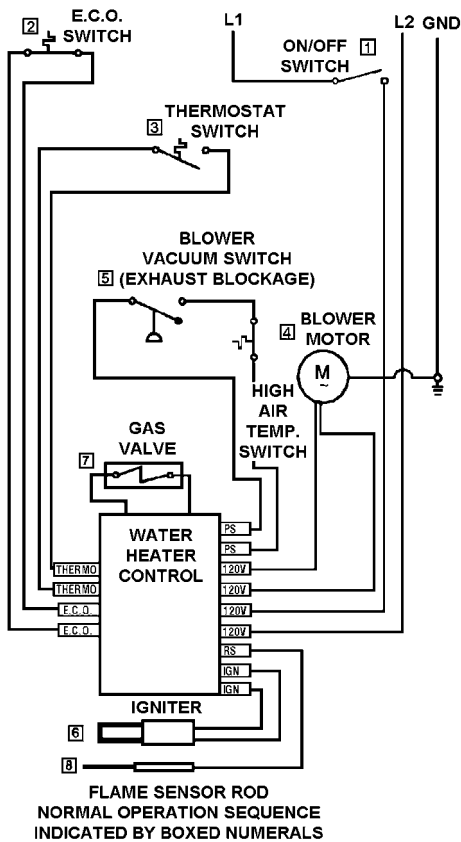 E.C.O.
2 SWITCH
L1
L2 GND
ON/OFF 1
SWITCH
THERMOSTAT
3 SWITCH
BLOWER
VACUUM SWITCH
5 (EXHAUST BLOCKAGE)
4 BLOWER
MOTOR
M
~
HIGH
AIR
TEMP.
SWITCH
GAS
VALVE
7
WATER
HEATER
CONTROL
THERMO
THERMO
E.C.O.
E.C.O.
PS
PS
120V
120V
120V
120V
RS
IGN
IGN
IGNITER
6
8
FLAME SENSOR ROD
NORMAL OPERATION SEQUENCE
INDICATED BY BOXED NUMERALS